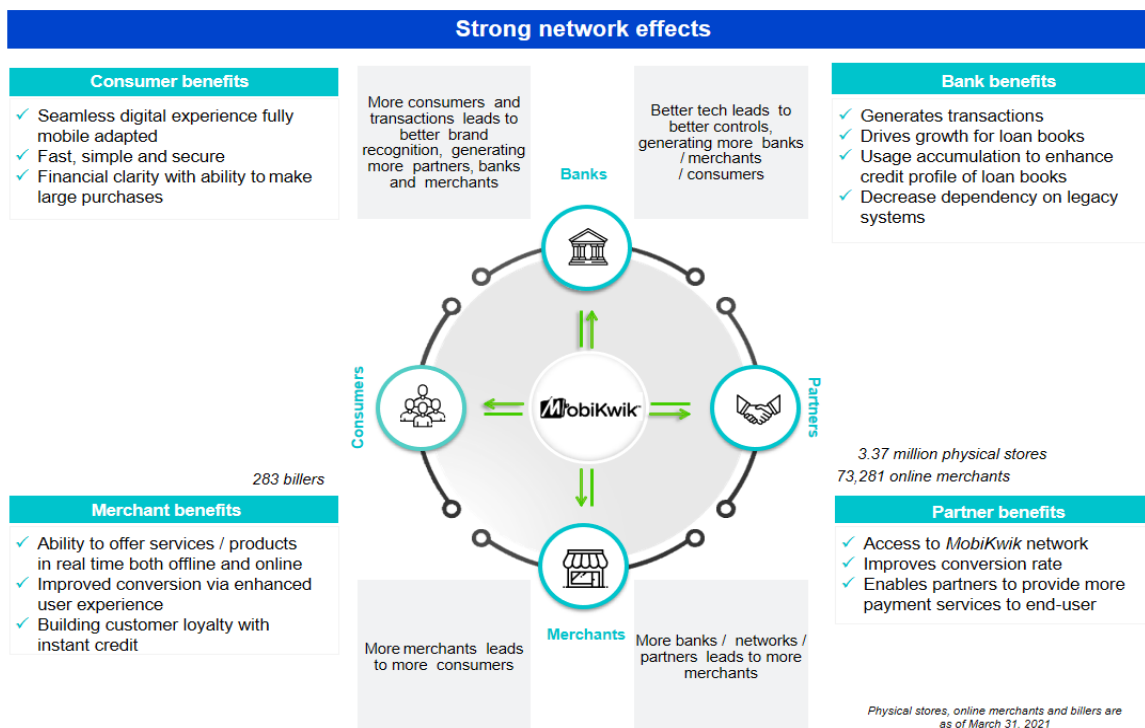 Strong network effects
Consumer benefits
Seamless digital experience fully
mobile adapted
Fast, simple and secure
Financial clarity with ability to make
large purchases
More consumers and
transactions leads to
better brand
recognition, generating
more partners, banks
and merchants
Better tech leads to
better controls,
generating more banks
/ merchants
/ consumers
Bank benefits
Generates transactions
Drives growth for loan books
Usage accumulation to enhance
credit profile of loan books
Decrease dependency on legacy
systems
Banks
Consumers
MobiKwik™
Partners
283 billers
3.37 million physical stores
73,281 online merchants
Merchant benefits
Ability to offer services / products
in real time both offline and online
Improved conversion via enhanced
user experience
Building customer loyalty with
instant credit
Merchants
More merchants leads
to more consumers
More banks / networks /
partners leads to more
merchants
Partner benefits
Access to MobiKwik network
Improves conversion rate
Enables partners to provide more
payment services to end-user
Physical stores, online merchants and billers are
as of March 31, 2021